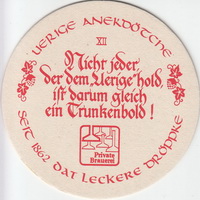 UERIGE ANEKDÖTCHE
XII
Nicht jeder,
der dem „Uerige“ hold,
ist darum gleich
ein Trunkenbold!
Private
Brauerei
SEIT 1862 DAT LECKERE DRÖPPKE